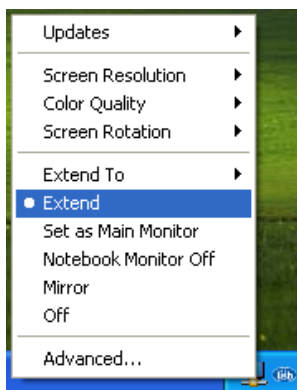 Updates
Screen Resolution
Color Quality
Screen Rotation
Extend To
Extend
Set as Main Monitor
Notebook Monitor Off
Mirror
Off
Advanced...